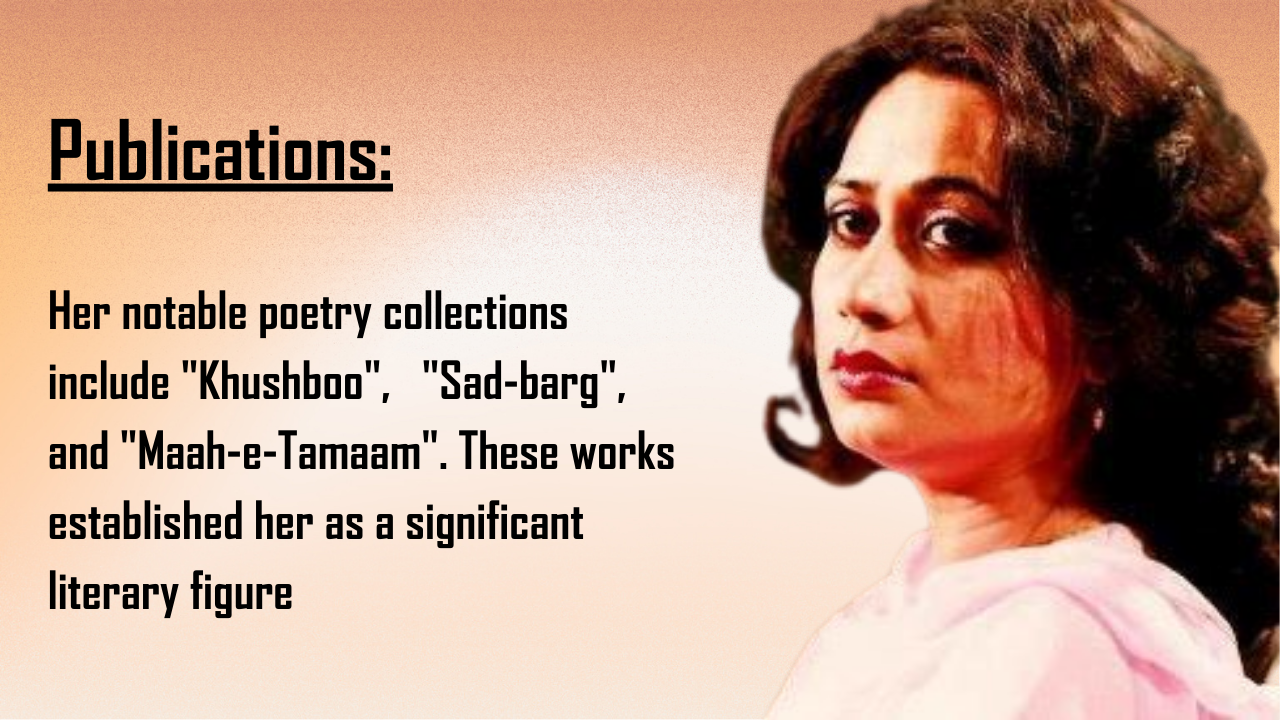 Publications:
Her notable poetry collections
include "Khushboo", "Sad-barg",
and "Maah-e-Tamaam". These works
established her as a significant
literary figure